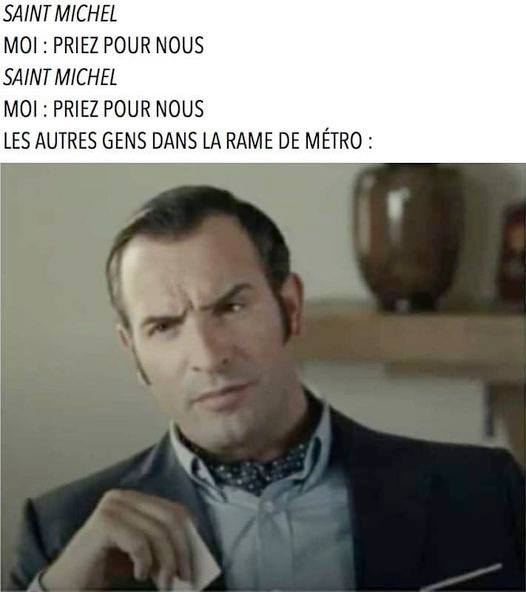 SAINT MICHEL
MOI : PRIEZ POUR NOUS
SAINT MICHEL
MOI : PRIEZ POUR NOUS
LES AUTRES GENS DANS LA RAME DE MÉTRO :